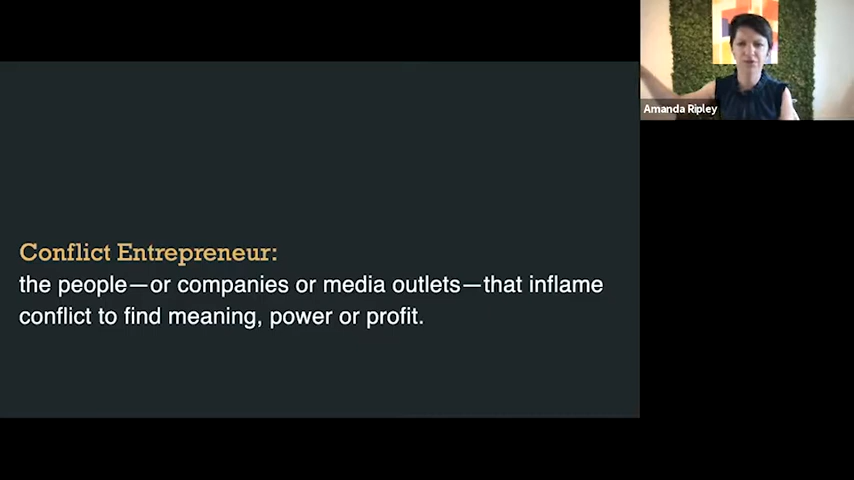 Amanda Ripley
Conflict Entrepreneur:
the people—or companies or media outlets—that inflame
conflict to find meaning, power or profit.